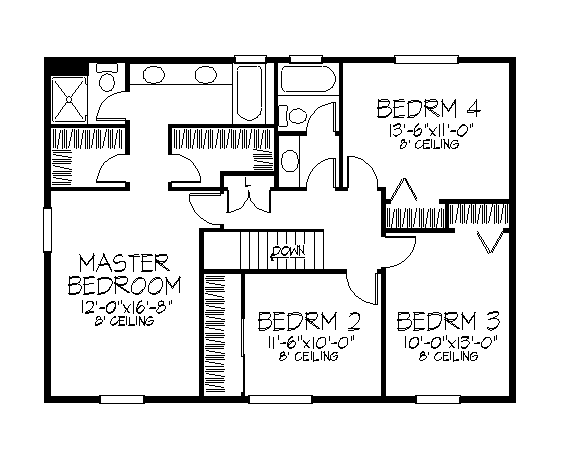 BEDRM 4
13'-6"x11'-0"
8' CEILING
L
DOWN
MASTER
BEDROOM
12'-0"x16'-8"
8' CEILING
BEDRM 2
11'-6"x10'-0"
8' CEILING
BEDRM 3
10'-0"x13'-0"
8' CEILING